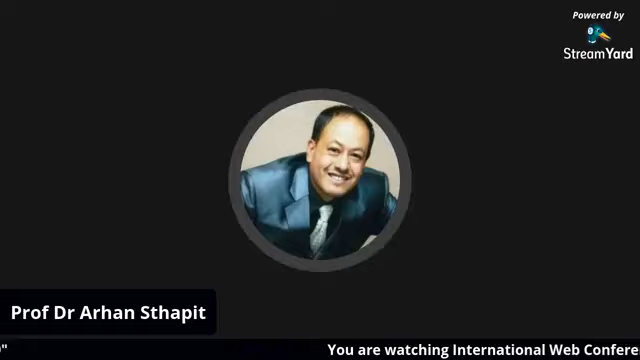 Powered by
StreamYard
Prof Dr Arhan Sthapit
" You are watching International Web Confere